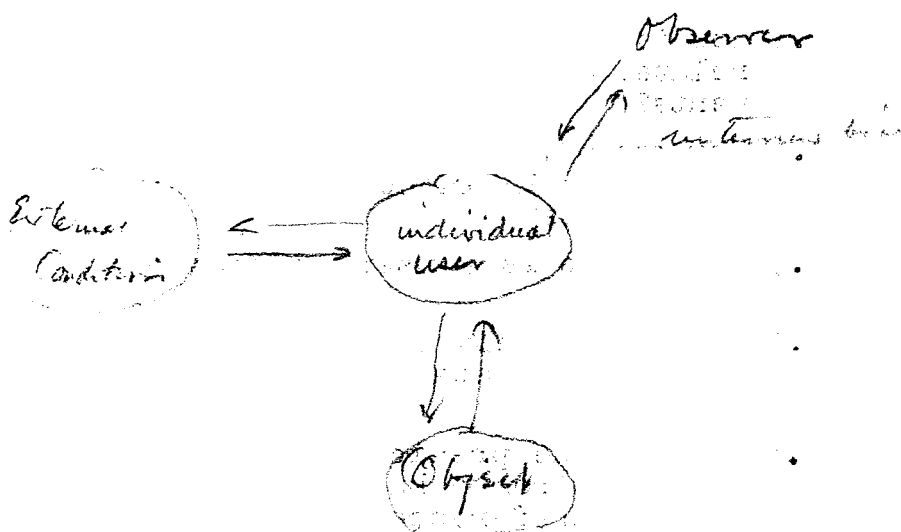 Observer
External
Condition
individual
user
Object